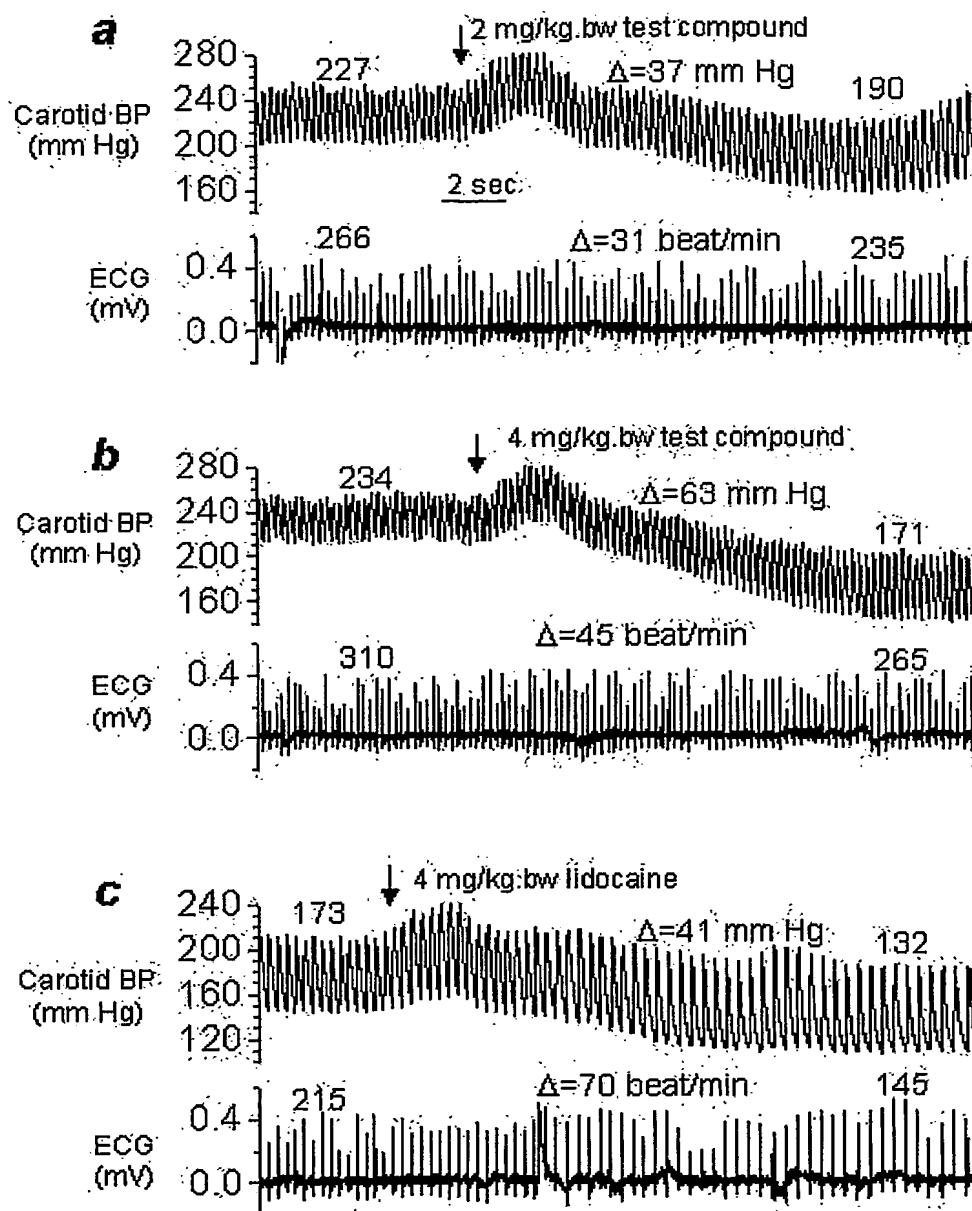 a
2 mg/kg.bw test compound
280
227
Δ=37 mm Hg
190
240
Carotid BP
(mm Hg)
200
160
2 sec
266
Δ=31 beat/min
235
ECG
(mV)
0.4
0.0
b
4 mg/kg.bw test compound
280
234
Δ=63 mm Hg
240
Carotid BP
(mm Hg)
200
171
160
Δ=45 beat/min
310
265
ECG
(mV)
0.4
0.0
c
4 mg/kg.bw lidocaine
240
173
Δ=41 mm Hg
132
200
Carotid BP
(mm Hg)
160
120
215
Δ=70 beat/min
145
ECG
(mV)
0.4
0.0